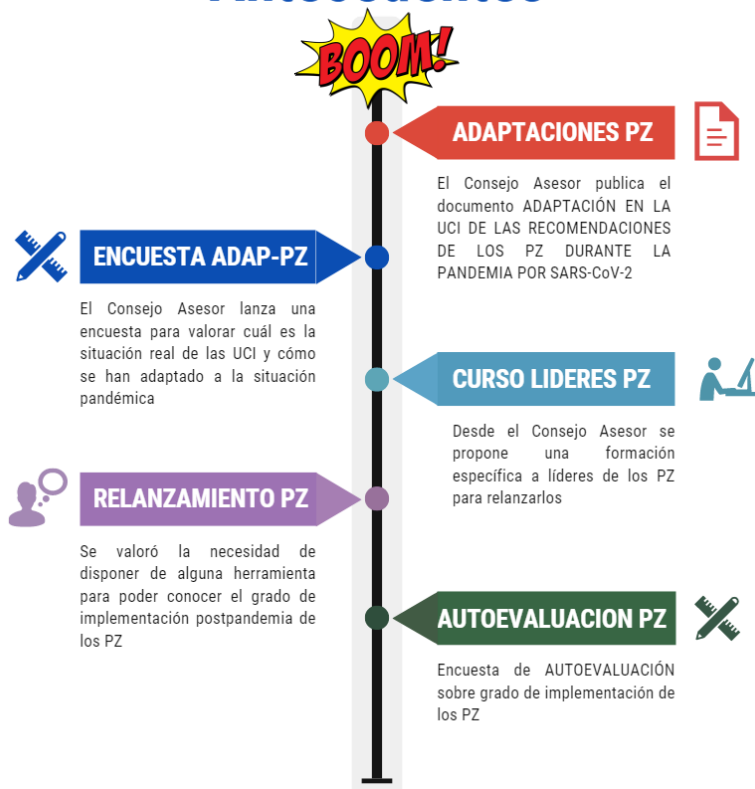 Antecedentes
BOOM!
ADAPTACIONES PZ
El Consejo Asesor publica el
documento ADAPTACIÓN EN LA
UCI DE LAS RECOMENDACIONES
DE LOS PZ DURANTE LA
PANDEMIA POR SARS-CoV-2
ENCUESTA ADAP-PZ
El Consejo Asesor lanza una
encuesta para valorar cuál es la
situación real de las UCI y cómo
se han adaptado a la situación
pandémica
CURSO LIDERES PZ
Desde el Consejo Asesor se
propone una formación
específica a líderes de los PZ
para relanzarlos
RELANZAMIENTO PZ
Se valoró la necesidad de
disponer de alguna herramienta
para poder conocer el grado de
implementación postpandemia de
los PZ
AUTOEVALUACION PZ
Encuesta de AUTOEVALUACIÓN
sobre grado de implementación de
los PZ